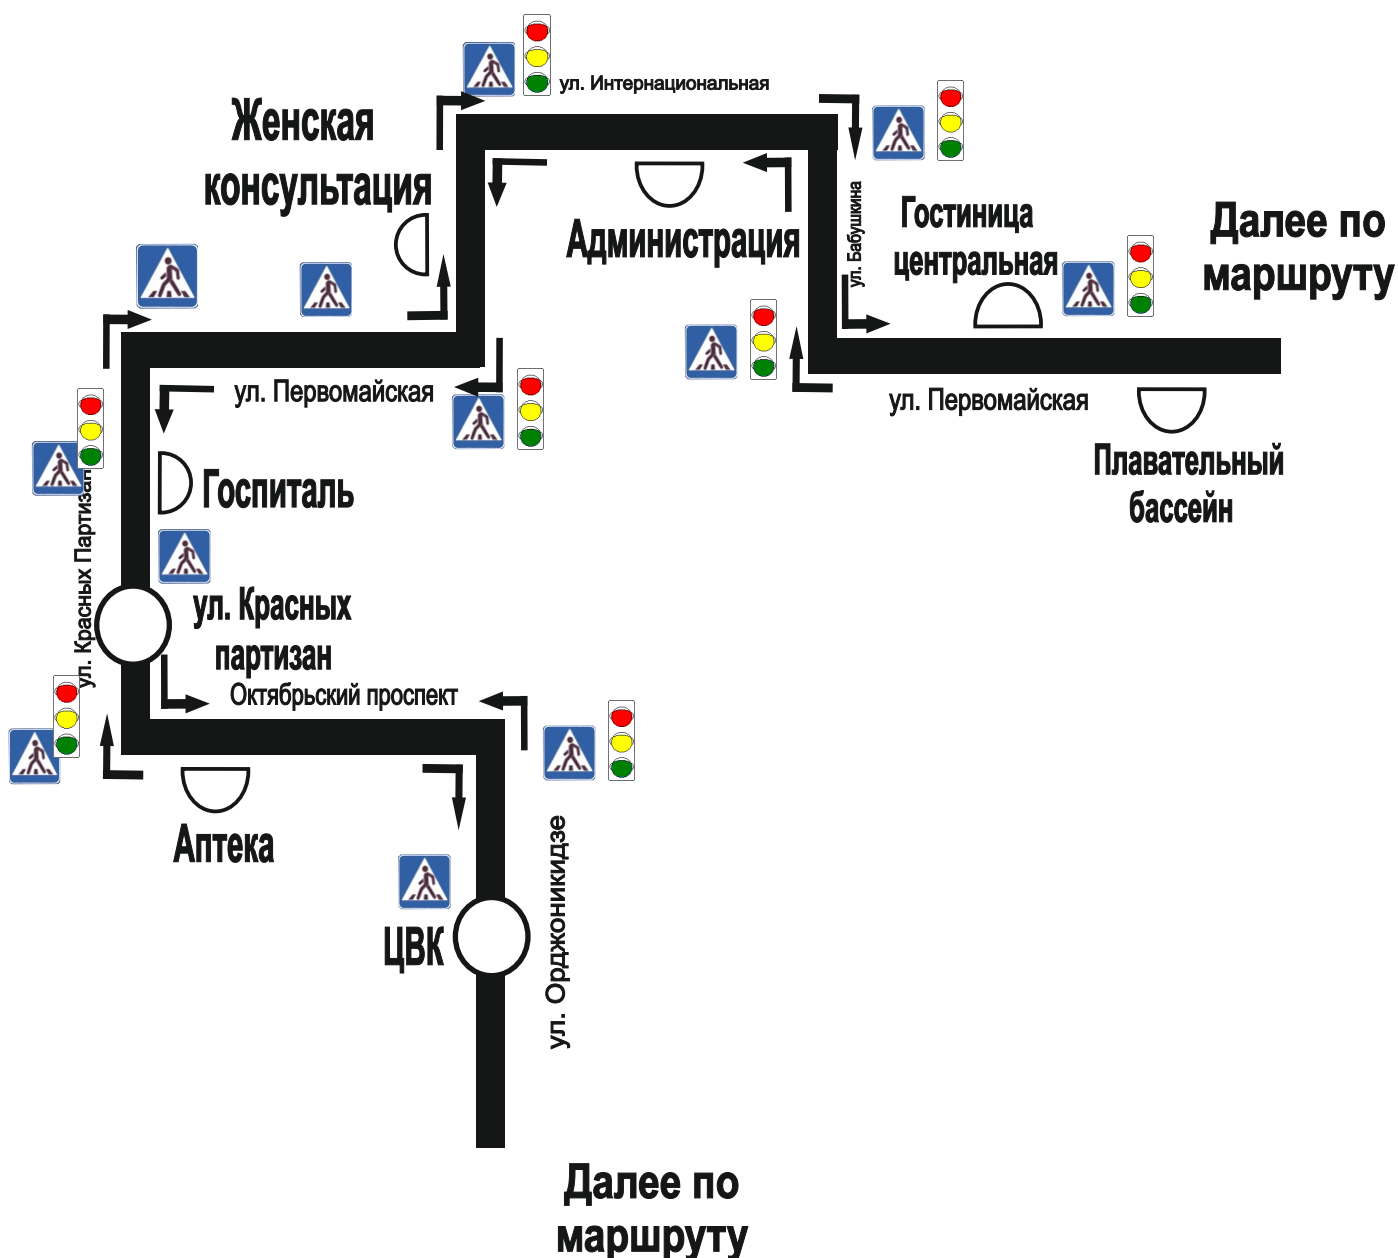 ул. Интернациональная
Женская
консультация
Администрация
ул. Бабушкина
Гостиница
центральная
Далее по
маршруту
ул. Первомайская
ул. Первомайская
Плавательный
бассейн
Госпиталь
ул. Красных Партизан
ул. Красных
партизан
Октябрьский проспект
Аптека
ЦВК
ул. Орджоникидзе
Далее по
маршруту